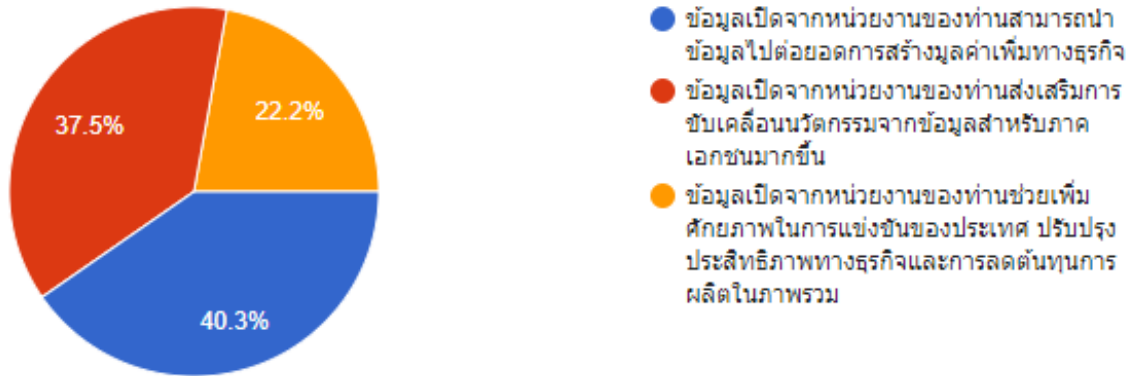 37.5%
22.2%
40.3%
ข้อมูลเปิดจากหน่วยงานของท่านสามารถนำ
ข้อมูลไปต่อยอดการสร้างมูลค่าเพิ่มทางธุรกิจ
ข้อมูลเปิดจากหน่วยงานของท่านส่งเสริมการ
ขับเคลื่อนนวัตกรรมจากข้อมูลสำหรับภาค
เอกชนมากขึ้น
ข้อมูลเปิดจากหน่วยงานของท่านช่วยเพิ่ม
ศักยภาพในการแข่งขันของประเทศ ปรับปรุง
ประสิทธิภาพทางธุรกิจและการลดต้นทุนการ
ผลิตในภาพรวม